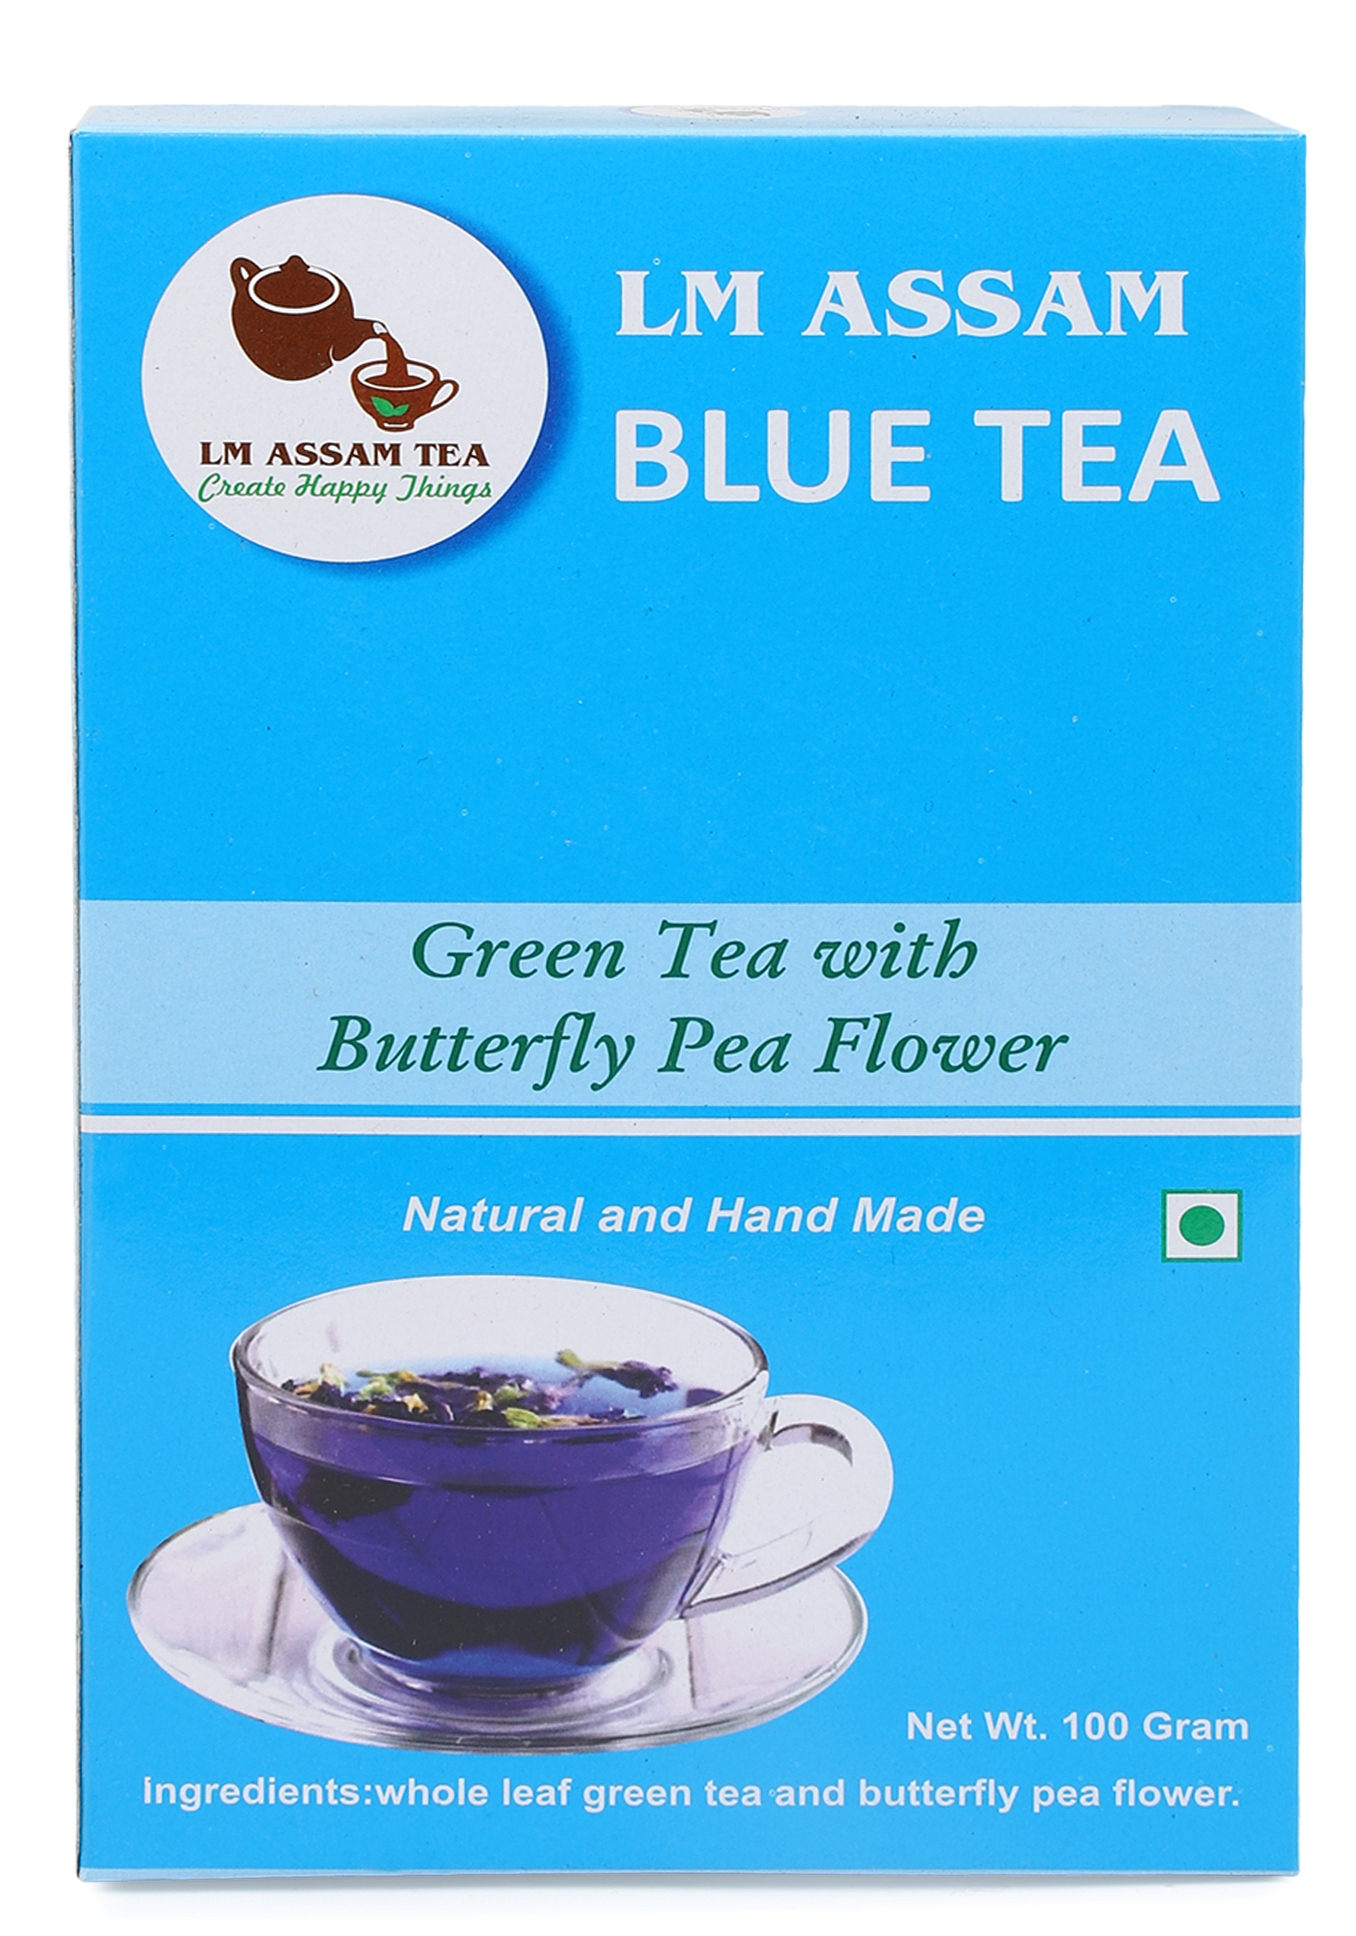 LM ASSAM TEA
Create Happy Things
LM ASSAM
BLUE TEA
Green Tea with
Butterfly Pea Flower
Natural and Hand Made
Net Wt. 100 Gram
Ingredients:whole leaf green tea and butterfly pea flower.